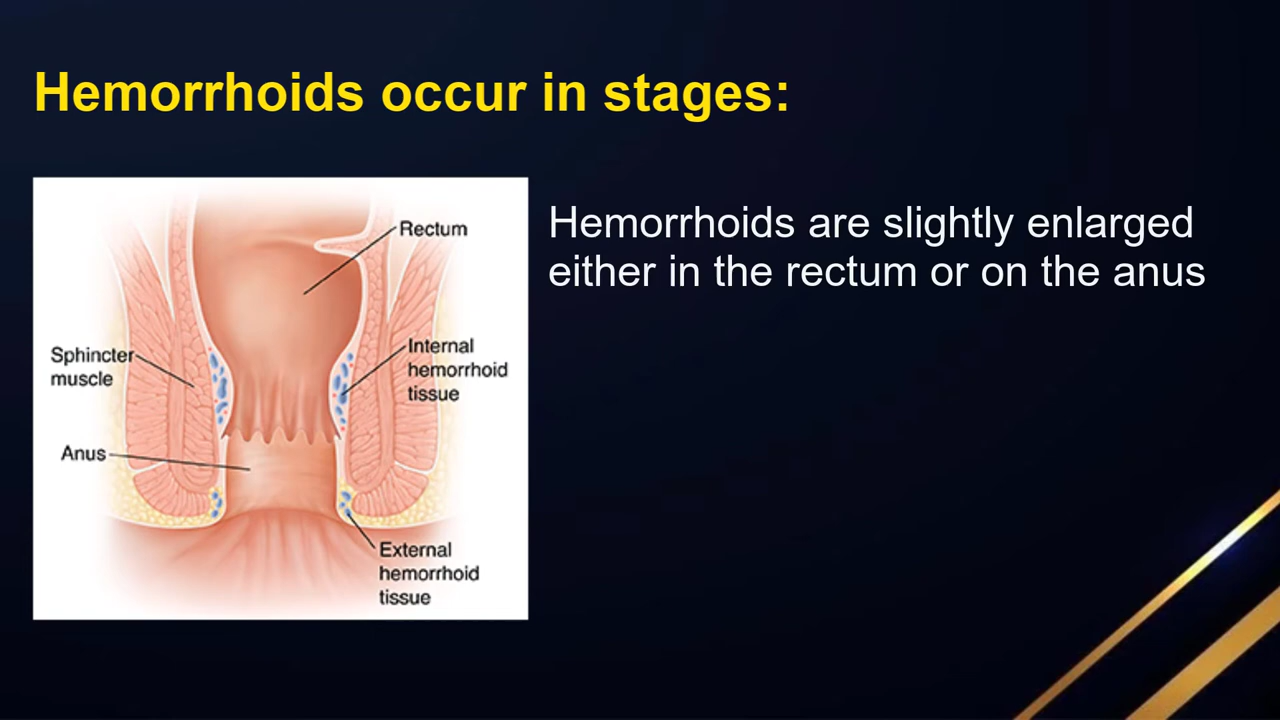 Hemorrhoids occur in stages:
Rectum
Internal
hemorrhoid
tissue
Sphincter
muscle
Anus
External
hemorrhoid
tissue
Hemorrhoids are slightly enlarged
either in the rectum or on the anus